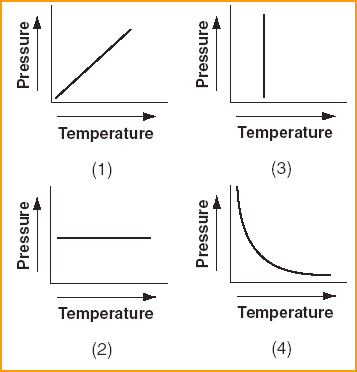 Pressure
Temperature
(1)
Pressure
Temperature
(3)
Pressure
Temperature
(2)
Pressure
Temperature
(4)